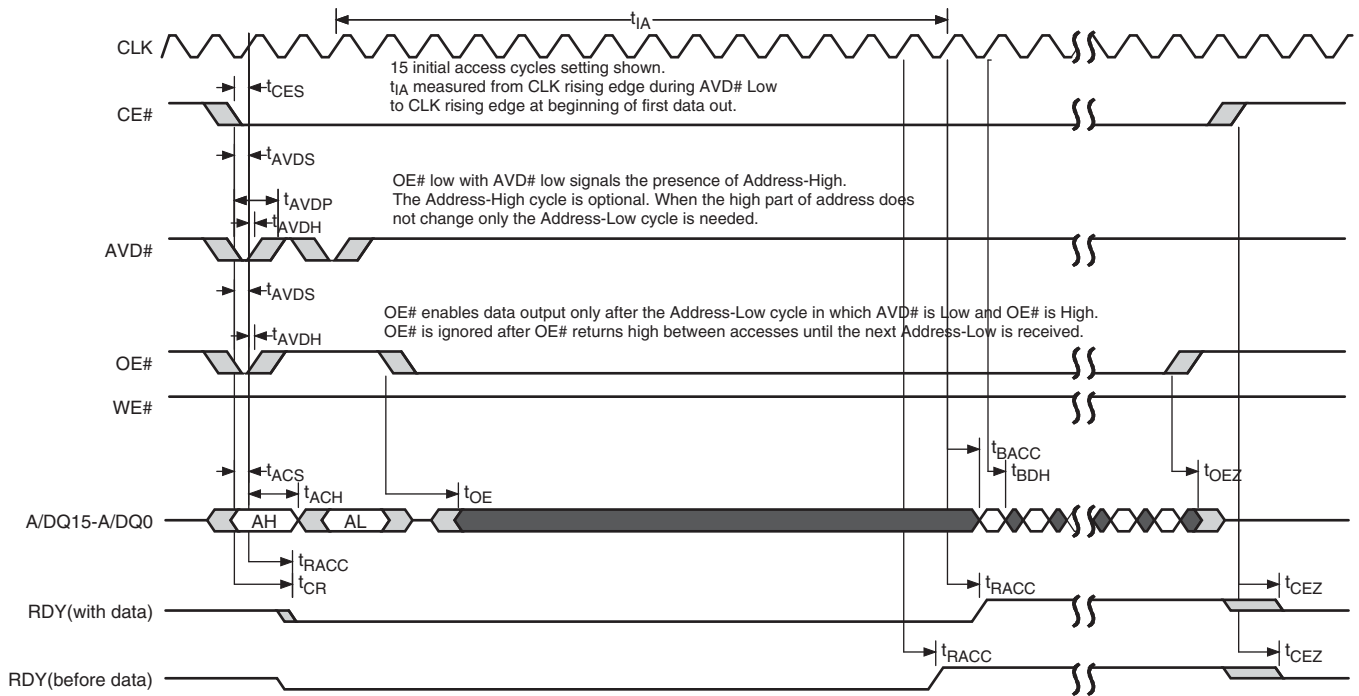 tIA
CLK
15 initial access cycles setting shown.
tIA measured from CLK rising edge during AVD# Low
to CLK rising edge at beginning of first data out.
tCES
CE#
tAVDS
OE# low with AVD# low signals the presence of Address-High.
The Address-High cycle is optional. When the high part of address does
not change only the Address-Low cycle is needed.
tAVDP
tAVDH
AVD#
tAVDS
OE# enables data output only after the Address-Low cycle in which AVD# is Low and OE# is High.
OE# is ignored after OE# returns high between accesses until the next Address-Low is received.
tAVDH
OE#
WE#
tBACC
tACS
tBDH
tOEZ
tACH
tOE
A/DQ15-A/DQ0
AH
AL
tRACC
tCR
tRACC
tCEZ
RDY(with data)
tRACC
tCEZ
RDY(before data)